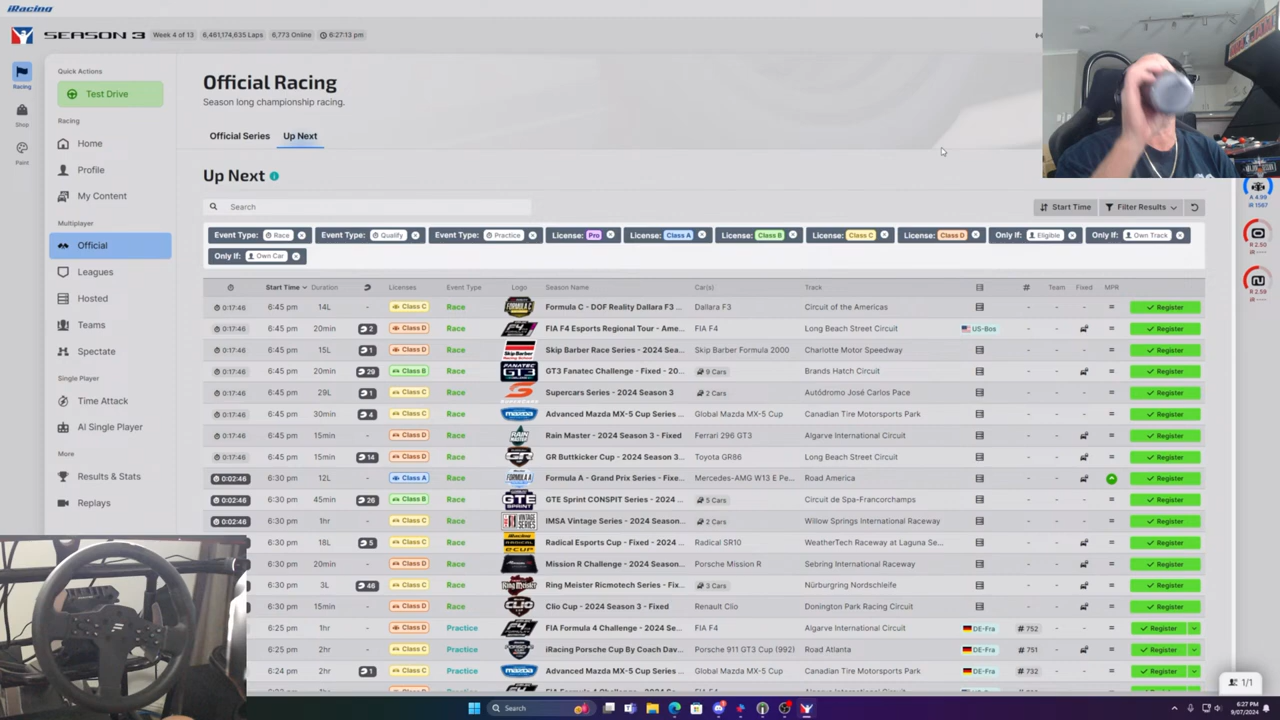 iRacing
SEASON 3 Week 4 of 13 6,461,174,635 Laps 6,773 Online 6:27:13 pm
Racing
Shop
Paint
Quick Actions
Test Drive
Racing
Home
Profile
My Content
Multiplayer
Official
Leagues
Hosted
Teams
Spectate
Single Player
Time Attack
AI Single Player
More
Results & Stats
Replays
Official Racing
Season long championship racing.
Official Series Up Next
Up Next
Search
Start Time Filter Results
Event Type: Race Event Type: Qualify Event Type: Practice License: Pro License: Class A License: Class B License: Class C License: Class D Only If: Eligible Only If: Own Track
Only If: Own Car
Start Time Duration Licenses Event Type Logo Season Name Car(s) Track # Team Fixed MPR
0:17:46 6:45 pm 14L - Class C Race Formula C - DOF Reality Dallara F3 ... Dallara F3 Circuit of the Americas - - - = Register
0:17:46 6:45 pm 20min 2 Class D Race FIA F4 Esports Regional Tour - Ame... FIA F4 Long Beach Street Circuit US-Bos - - = Register
0:17:46 6:45 pm 15L 1 Class D Race Skip Barber Race Series - 2024 Sea... Skip Barber Formula 2000 Charlotte Motor Speedway - - - = Register
0:17:46 6:45 pm 20min 29 Class B Race GT3 Fanatec Challenge - Fixed - 20... 9 Cars Brands Hatch Circuit - - = Register
0:17:46 6:45 pm 29L 1 Class C Race Supercars Series - 2024 Season 3 2 Cars Autódromo José Carlos Pace - - - = Register
0:17:46 6:45 pm 30min 4 Class D Race Advanced Mazda MX-5 Cup Series ... Global Mazda MX-5 Cup Canadian Tire Motorsports Park - - - = Register
0:17:46 6:45 pm 15min - Class D Race Rain Master - 2024 Season 3 - Fixed Ferrari 296 GT3 Algarve International Circuit - - = Register
0:17:46 6:45 pm 15min 14 Class D Race GR Buttkicker Cup - 2024 Season 3... Toyota GR86 Long Beach Street Circuit - - = Register
0:02:46 6:30 pm 12L - Class A Race Formula A - Grand Prix Series - Fixed Mercedes-AMG W13 E Pe... Road America - - Register
0:02:46 6:30 pm 45min 26 Class B Race GTE Sprint CONSPIT Series - 2024 ... 5 Cars Circuit de Spa-Francorchamps - - - = Register
0:02:46 6:30 pm 1hr - Class C Race IMSA Vintage Series - 2024 Season... 2 Cars Willow Springs International Raceway - - - = Register
6:30 pm 18L 5 Class C Race Radical Esports Cup - Fixed - 2024 ... Radical SR10 WeatherTech Raceway at Laguna Se... - - = Register
6:30 pm 20min - Class D Race Mission R Challenge - Fixed - 2024... Porsche Mission R Sebring International Raceway - - = Register
6:30 pm 3L 46 Class C Race Ring Meister Ricmotech Series - Fix... 3 Cars Nürburgring Nordschleife - - = Register
6:30 pm 15min - Class D Race Clio Cup - 2024 Season 3 - Fixed Renault Clio Donington Park Racing Circuit - - = Register
6:30 pm 1hr - Class D Practice FIA Formula 4 Challenge - 2024 Se... FIA F4 Algarve International Circuit DE-Fra # 752 - = Register
6:25 pm 2hr - Class C Practice iRacing Porsche Cup By Coach Dav... Porsche 911 GT3 Cup (992) Road Atlanta DE-Fra # 751 - = Register
6:24 pm 2hr 1 Class D Practice Advanced Mazda MX-5 Cup Series ... Global Mazda MX-5 Cup Canadian Tire Motorsports Park DE-Fra # 732 - - = Register
A 4.99
iR 1567
R 2.50
iR ----
R 2.59
iR ----
1/1
Search
6:27 PM
9/07/2024